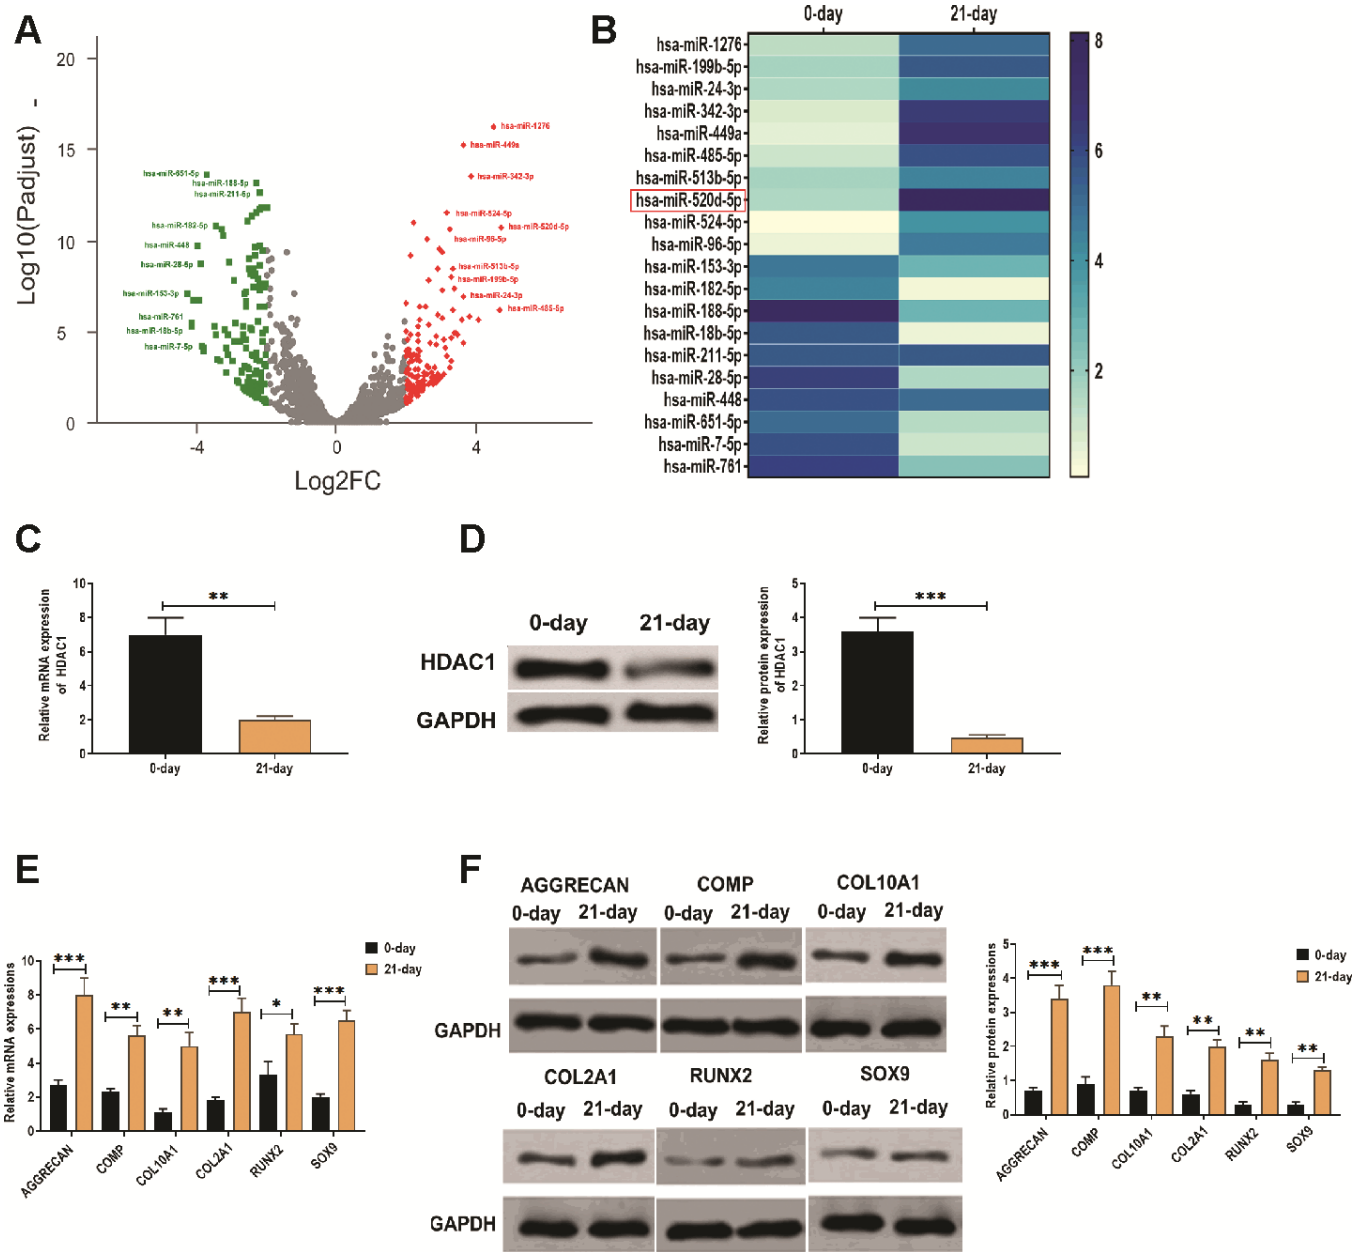 A
-Log10(Padjust)
20
15
10
5
0
-4
0
4
Log2FC
hsa-miR-1276
hsa-miR-449a
hsa-miR-342-3p
hsa-miR-524-5p
hsa-miR-520d-5p
hsa-miR-96-5p
hsa-miR-513b-5p
hsa-miR-199b-5p
hsa-miR-24-3p
hsa-miR-485-5p
hsa-miR-651-5p
hsa-miR-188-5p
hsa-miR-211-5p
hsa-miR-182-5p
hsa-miR-448
hsa-miR-28-5p
hsa-miR-153-3p
hsa-miR-761
hsa-miR-18b-5p
hsa-miR-7-5p
B
0-day 21-day
hsa-miR-1276
hsa-miR-199b-5p
hsa-miR-24-3p
hsa-miR-342-3p
hsa-miR-449a
hsa-miR-485-5p
hsa-miR-513b-5p
hsa-miR-520d-5p
hsa-miR-524-5p
hsa-miR-96-5p
hsa-miR-153-3p
hsa-miR-182-5p
hsa-miR-188-5p
hsa-miR-18b-5p
hsa-miR-211-5p
hsa-miR-28-5p
hsa-miR-448
hsa-miR-651-5p
hsa-miR-7-5p
hsa-miR-761
8
6
4
2
C
Relative mRNA expression
of HDAC1
10
8
6
4
2
0
**
0-day 21-day
D
0-day 21-day
HDAC1
GAPDH
Relative protein expression
of HDAC1
5
4
3
2
1
0
***
0-day 21-day
E
0-day
21-day
Relative mRNA expressions
10
8
6
4
2
0
*** ** ** *** * ***
AGGRECAN COMP COL10A1 COL2A1 RUNX2 SOX9
F
AGGRECAN COMP COL10A1
0-day 21-day 0-day 21-day 0-day 21-day
GAPDH
COL2A1 RUNX2 SOX9
0-day 21-day 0-day 21-day 0-day 21-day
GAPDH
0-day
21-day
Relative protein expressions
5
4
3
2
1
0
*** *** ** ** ** **
AGGRECAN COMP COL10A1 COL2A1 RUNX2 SOX9